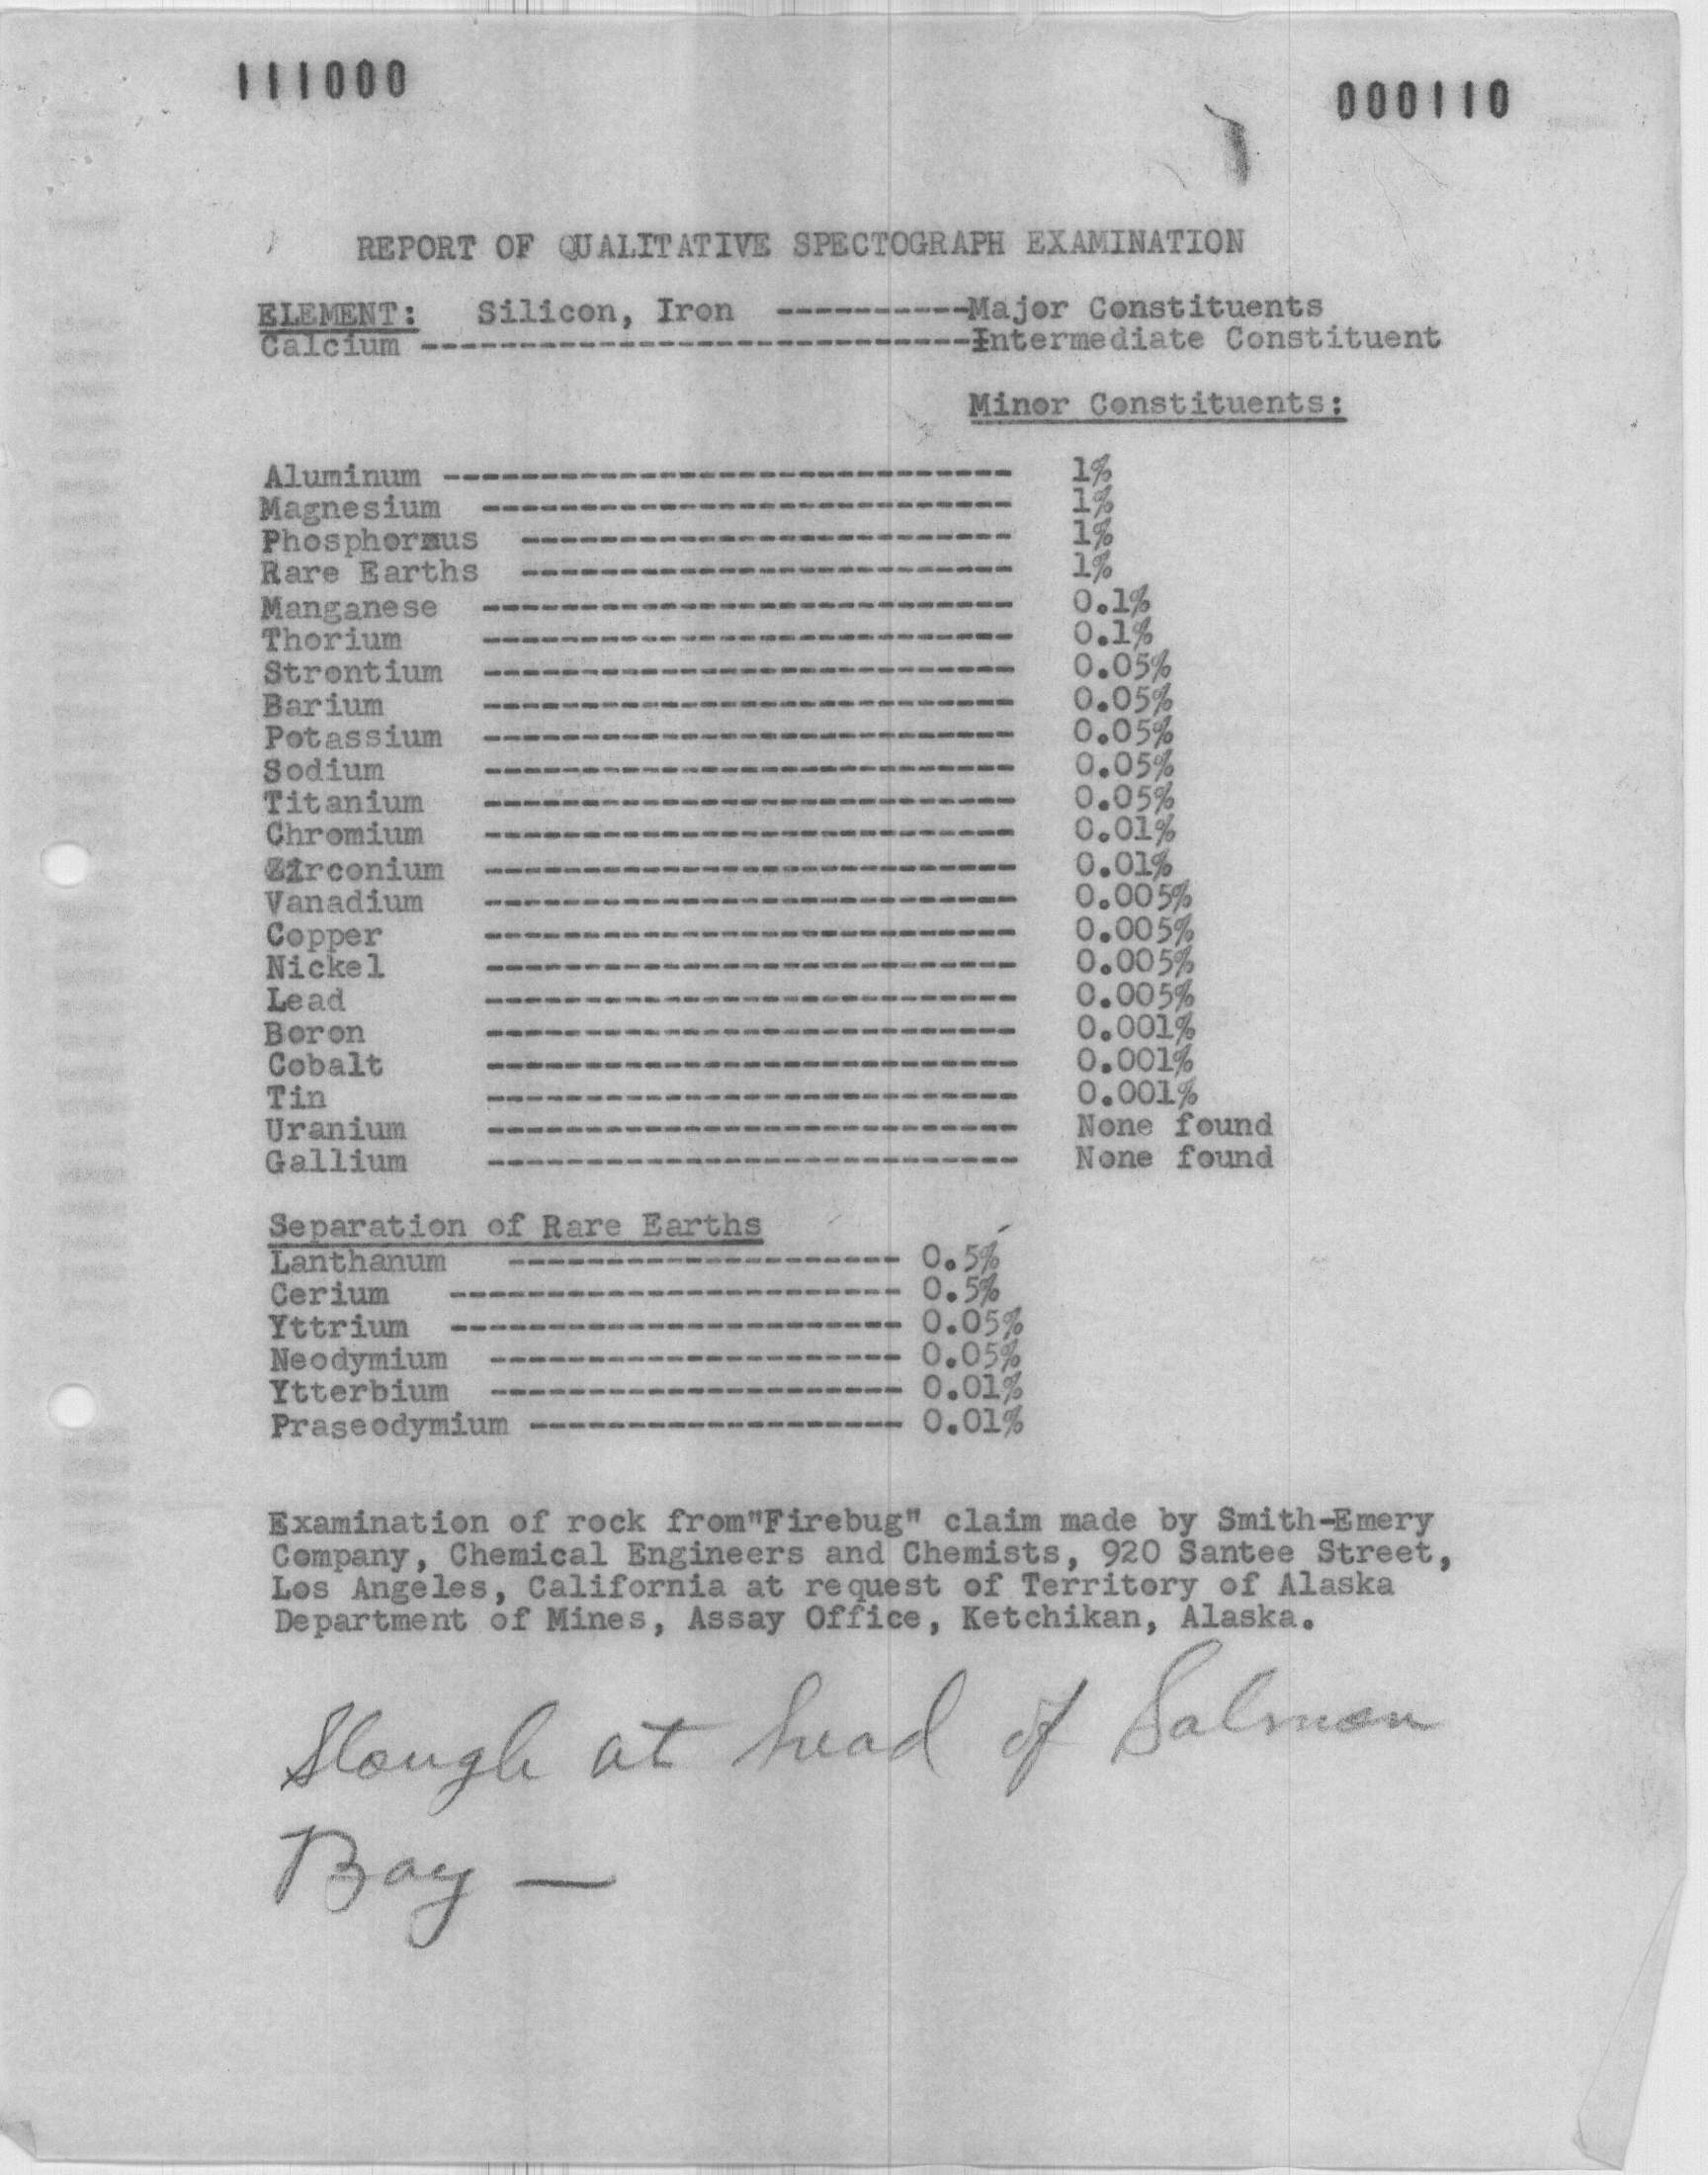 111000
000110
REPORT OF QUALITATIVE SPECTOGRAPH EXAMINATION
ELEMENT: Silicon, Iron ----------Major Constituents
Calcium ----------------------------Intermediate Constituent
Minor Constituents:
Aluminum ----------------------------- 1%
Magnesium --------------------------- 1%
Phosphorus ------------------------- 1%
Rare Earths ------------------------- 1%
Manganese --------------------------- 0.1%
Thorium --------------------------- 0.1%
Strontium --------------------------- 0.05%
Barium --------------------------- 0.05%
Potassium --------------------------- 0.05%
Sodium --------------------------- 0.05%
Titanium --------------------------- 0.05%
Chromium --------------------------- 0.01%
Zirconium --------------------------- 0.01%
Vanadium --------------------------- 0.005%
Copper --------------------------- 0.005%
Nickel --------------------------- 0.005%
Lead --------------------------- 0.005%
Boron --------------------------- 0.001%
Cobalt --------------------------- 0.001%
Tin --------------------------- 0.001%
Uranium --------------------------- None found
Gallium --------------------------- None found
Separation of Rare Earths
Lanthanum -------------------- 0.5%
Cerium ----------------------- 0.5%
Yttrium ----------------------- 0.05%
Neodymium --------------------- 0.05%
Ytterbium --------------------- 0.01%
Praseodymium ------------------- 0.01%
Examination of rock from"Firebug" claim made by Smith-Emery
Company, Chemical Engineers and Chemists, 920 Santee Street,
Los Angeles, California at request of Territory of Alaska
Department of Mines, Assay Office, Ketchikan, Alaska.
Slough at head of Salmon
Bay —